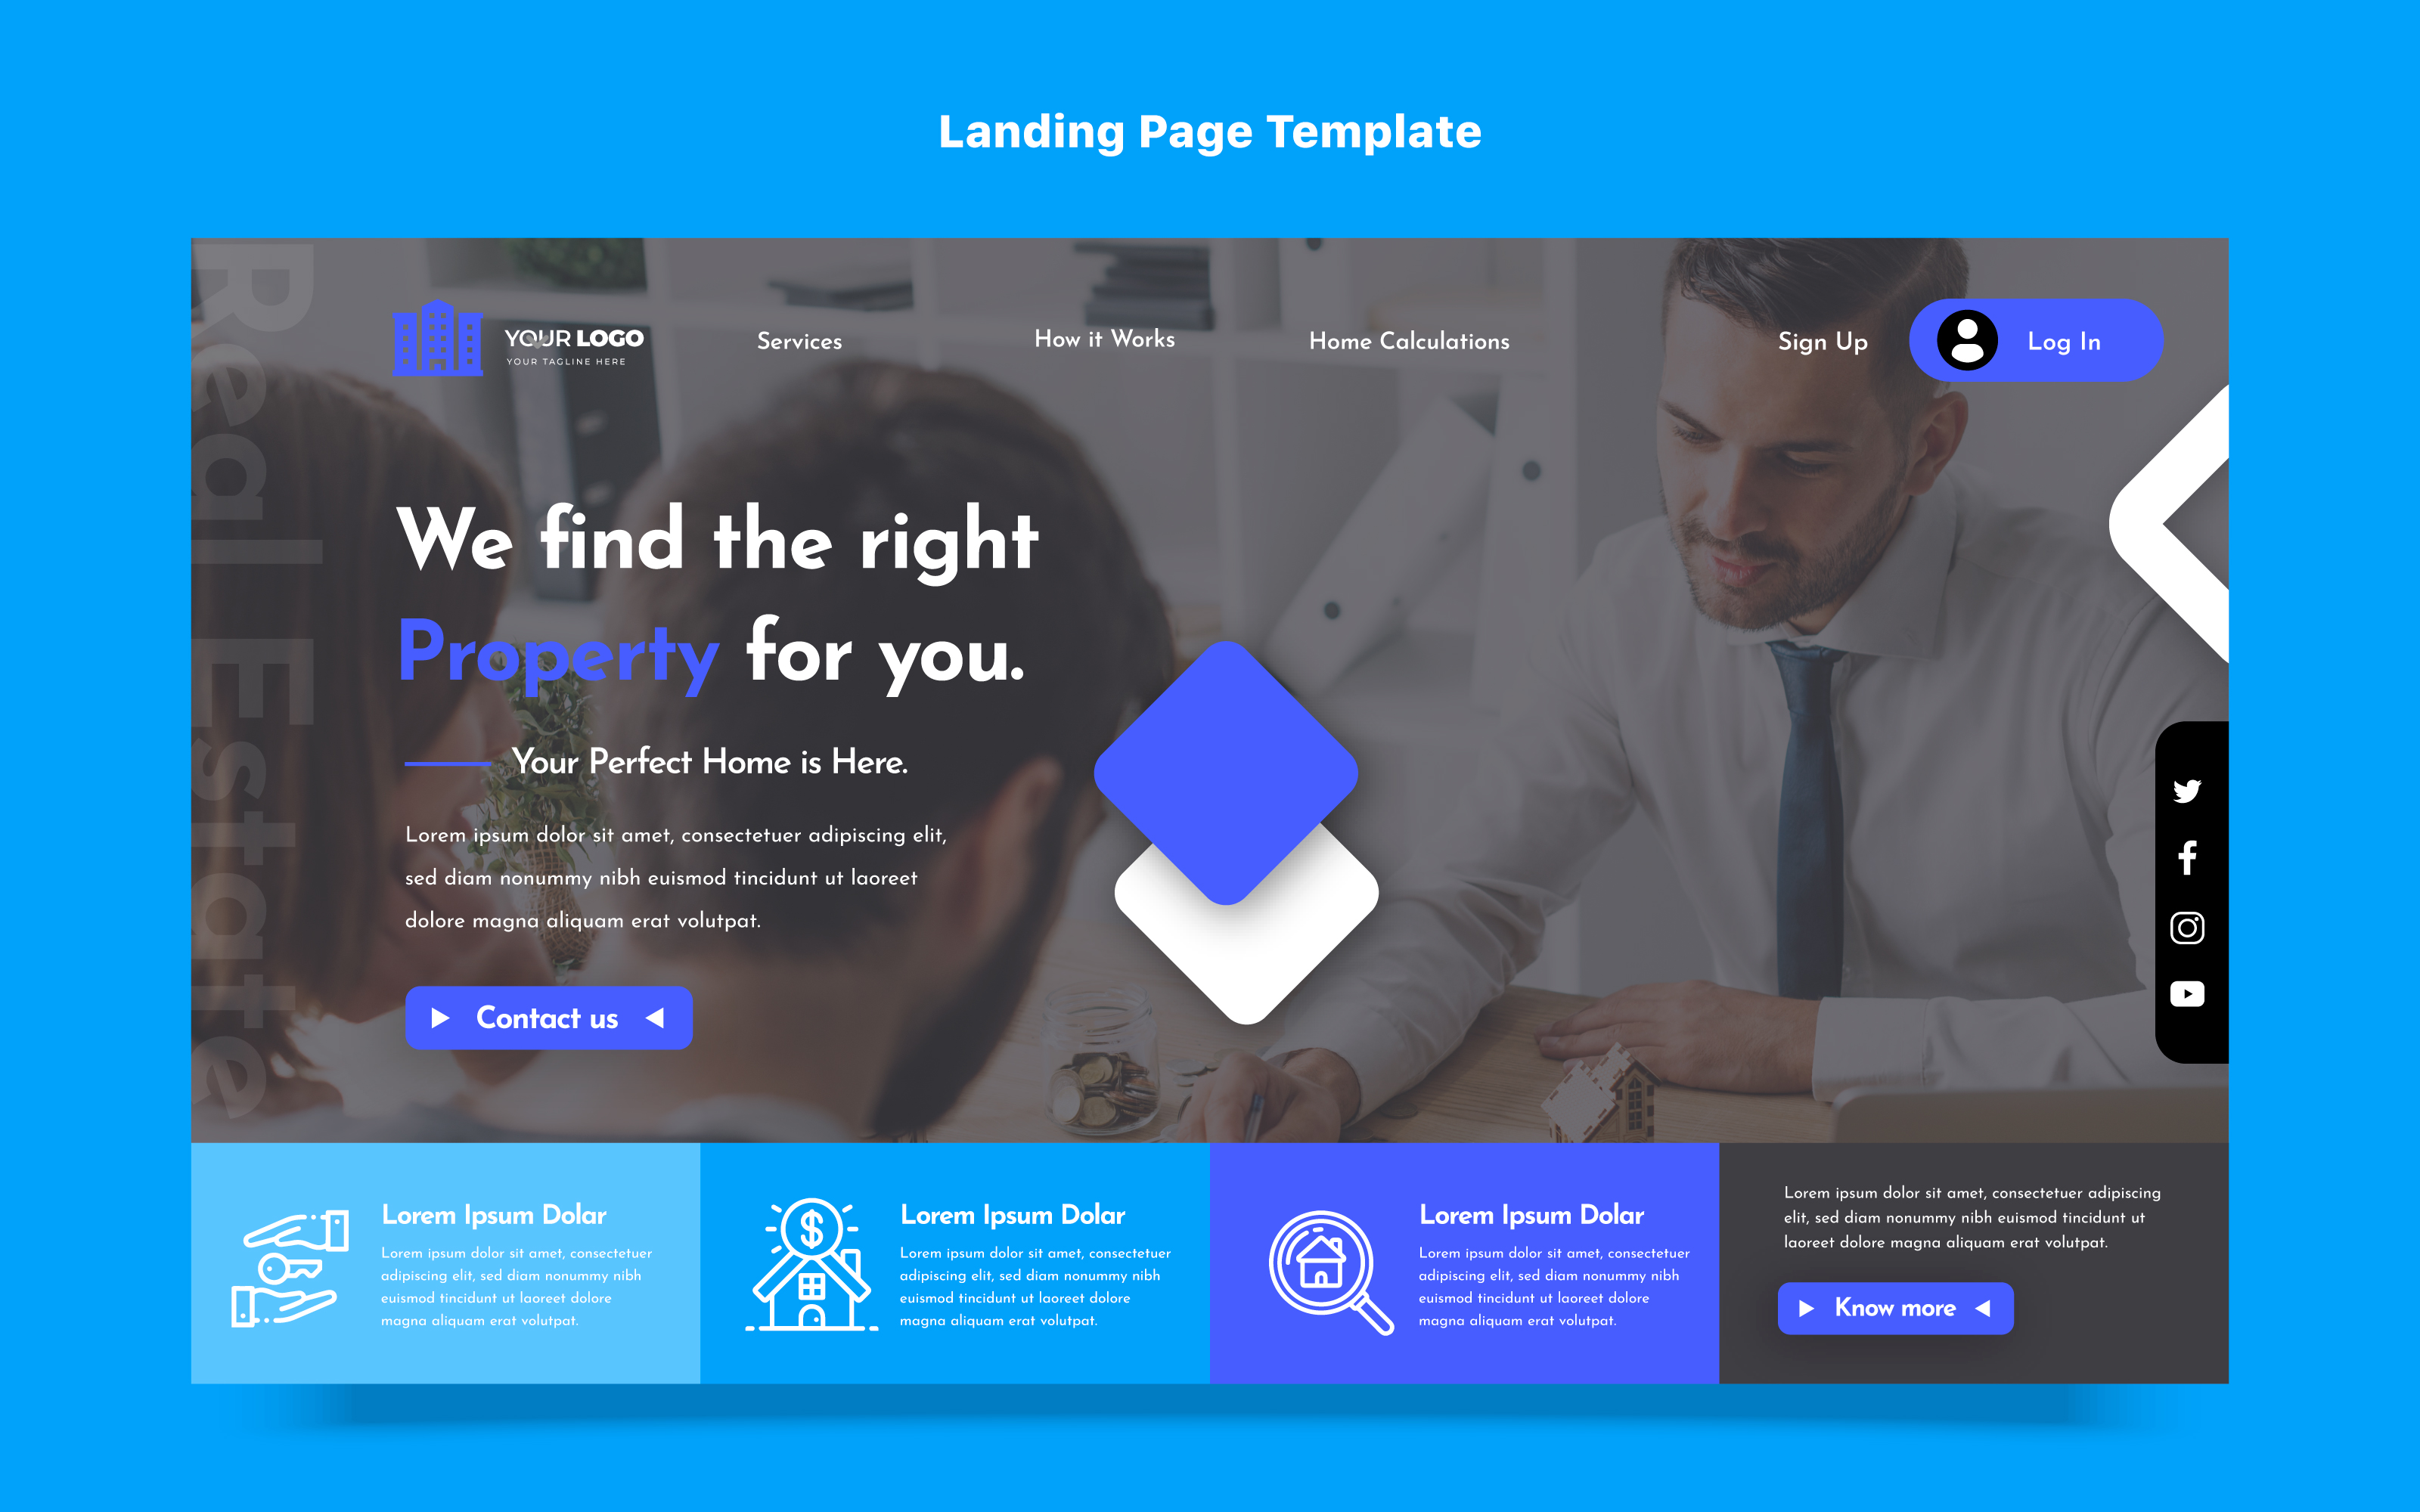 Landing Page Template
Real Estate
YOUR LOGO
YOUR TAGLINE HERE
Services
How it Works
Home Calculations
Sign Up
Log In
We find the right
Property for you.
Your Perfect Home is Here.
Lorem ipsum dolor sit amet, consectetuer adipiscing elit,
sed diam nonummy nibh euismod tincidunt ut laoreet
dolore magna aliquam erat volutpat.
Contact us
Lorem Ipsum Dolar
Lorem ipsum dolor sit amet, consectetuer
adipiscing elit, sed diam nonummy nibh
euismod tincidunt ut laoreet dolore
magna aliquam erat volutpat.
Lorem Ipsum Dolar
Lorem ipsum dolor sit amet, consectetuer
adipiscing elit, sed diam nonummy nibh
euismod tincidunt ut laoreet dolore
magna aliquam erat volutpat.
Lorem Ipsum Dolar
Lorem ipsum dolor sit amet, consectetuer
adipiscing elit, sed diam nonummy nibh
euismod tincidunt ut laoreet dolore
magna aliquam erat volutpat.
Lorem ipsum dolor sit amet, consectetuer adipiscing
elit, sed diam nonummy nibh euismod tincidunt ut
laoreet dolore magna aliquam erat volutpat.
Know more